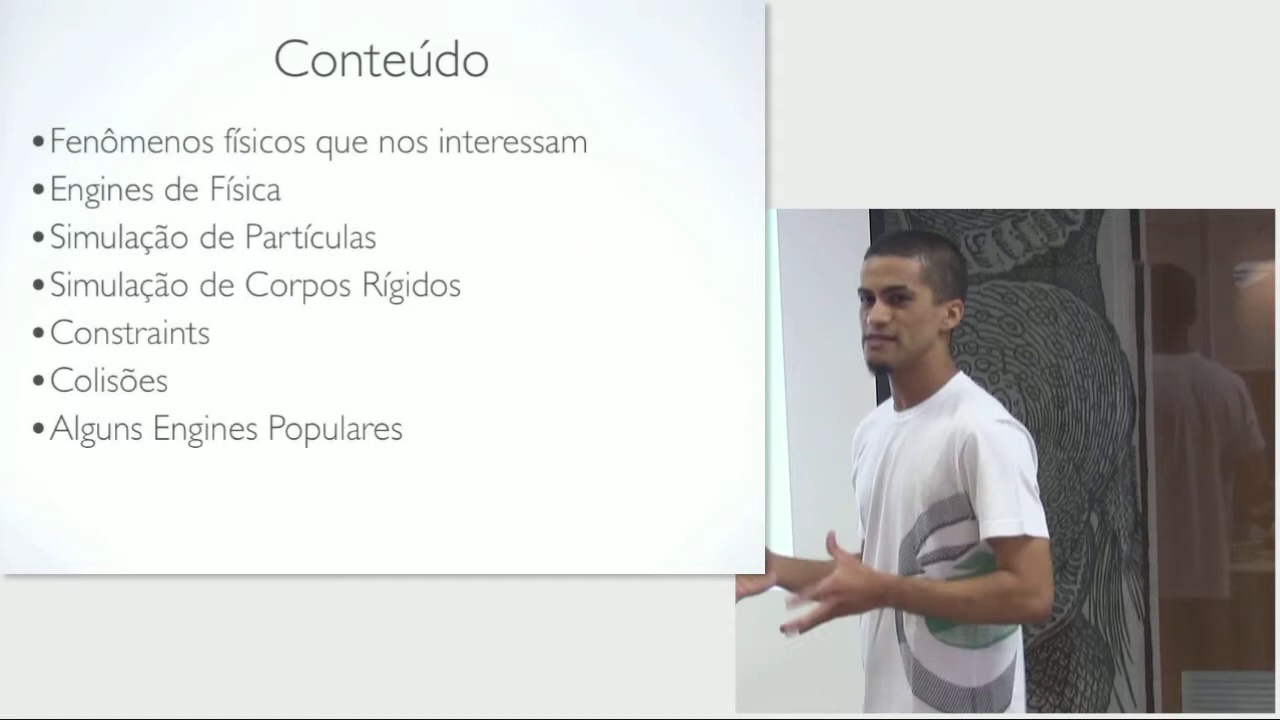 Conteúdo
•Fenômenos físicos que nos interessam
•Engines de Física
•Simulação de Partículas
•Simulação de Corpos Rígidos
•Constraints
•Colisões
•Alguns Engines Populares